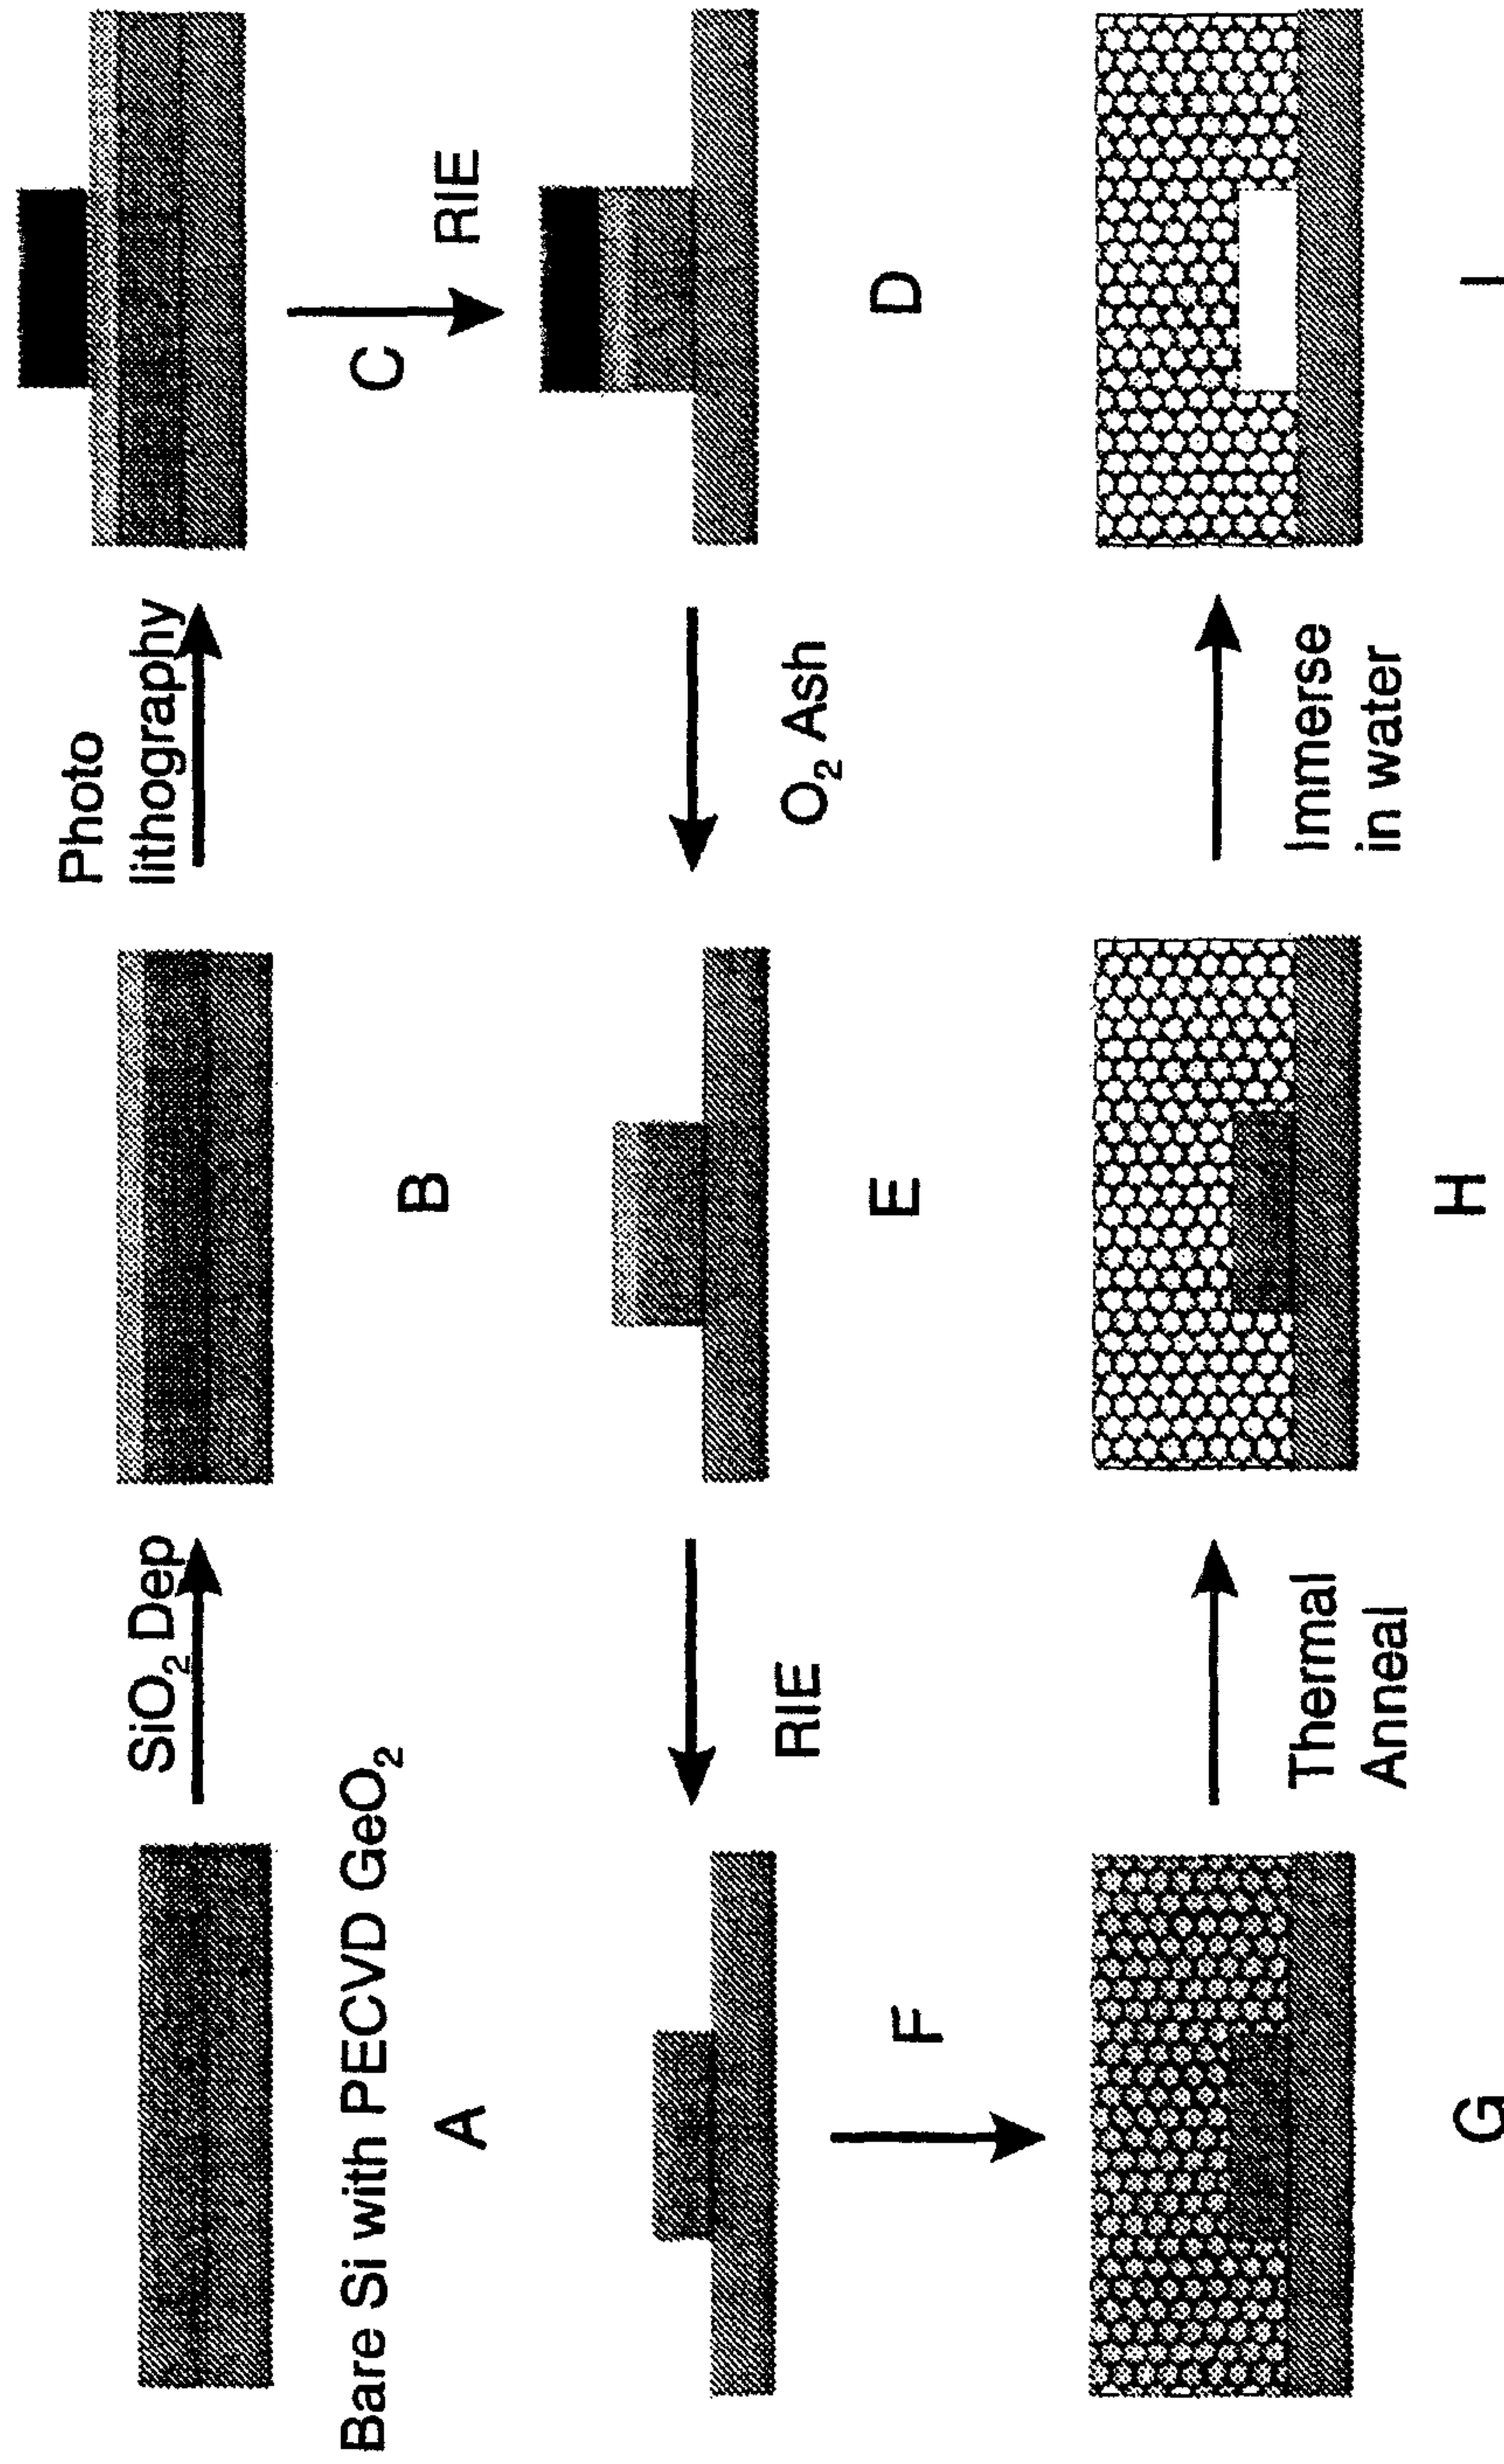 SiO₂ Dep
Photo
lithography
Bare Si with PECVD GeO₂
A
B
C
RIE
RIE
O₂ Ash
F
E
D
Thermal
Anneal
Immerse
in water
G
H
I